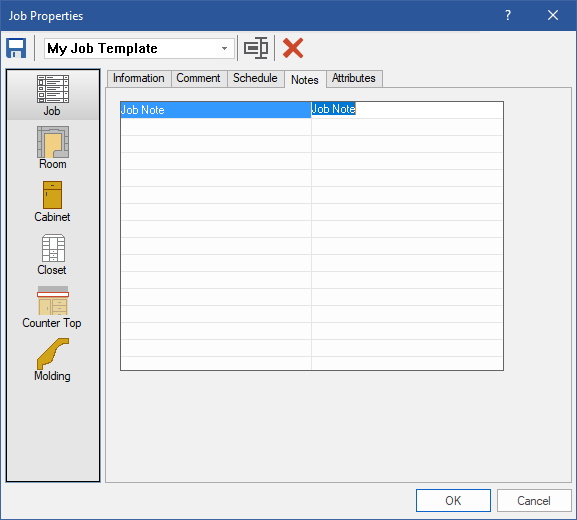 Job Properties
?
My Job Template
Information Comment Schedule Notes Attributes
Job
Room
Cabinet
Closet
Counter Top
Molding
Job Note Job Note
OK Cancel